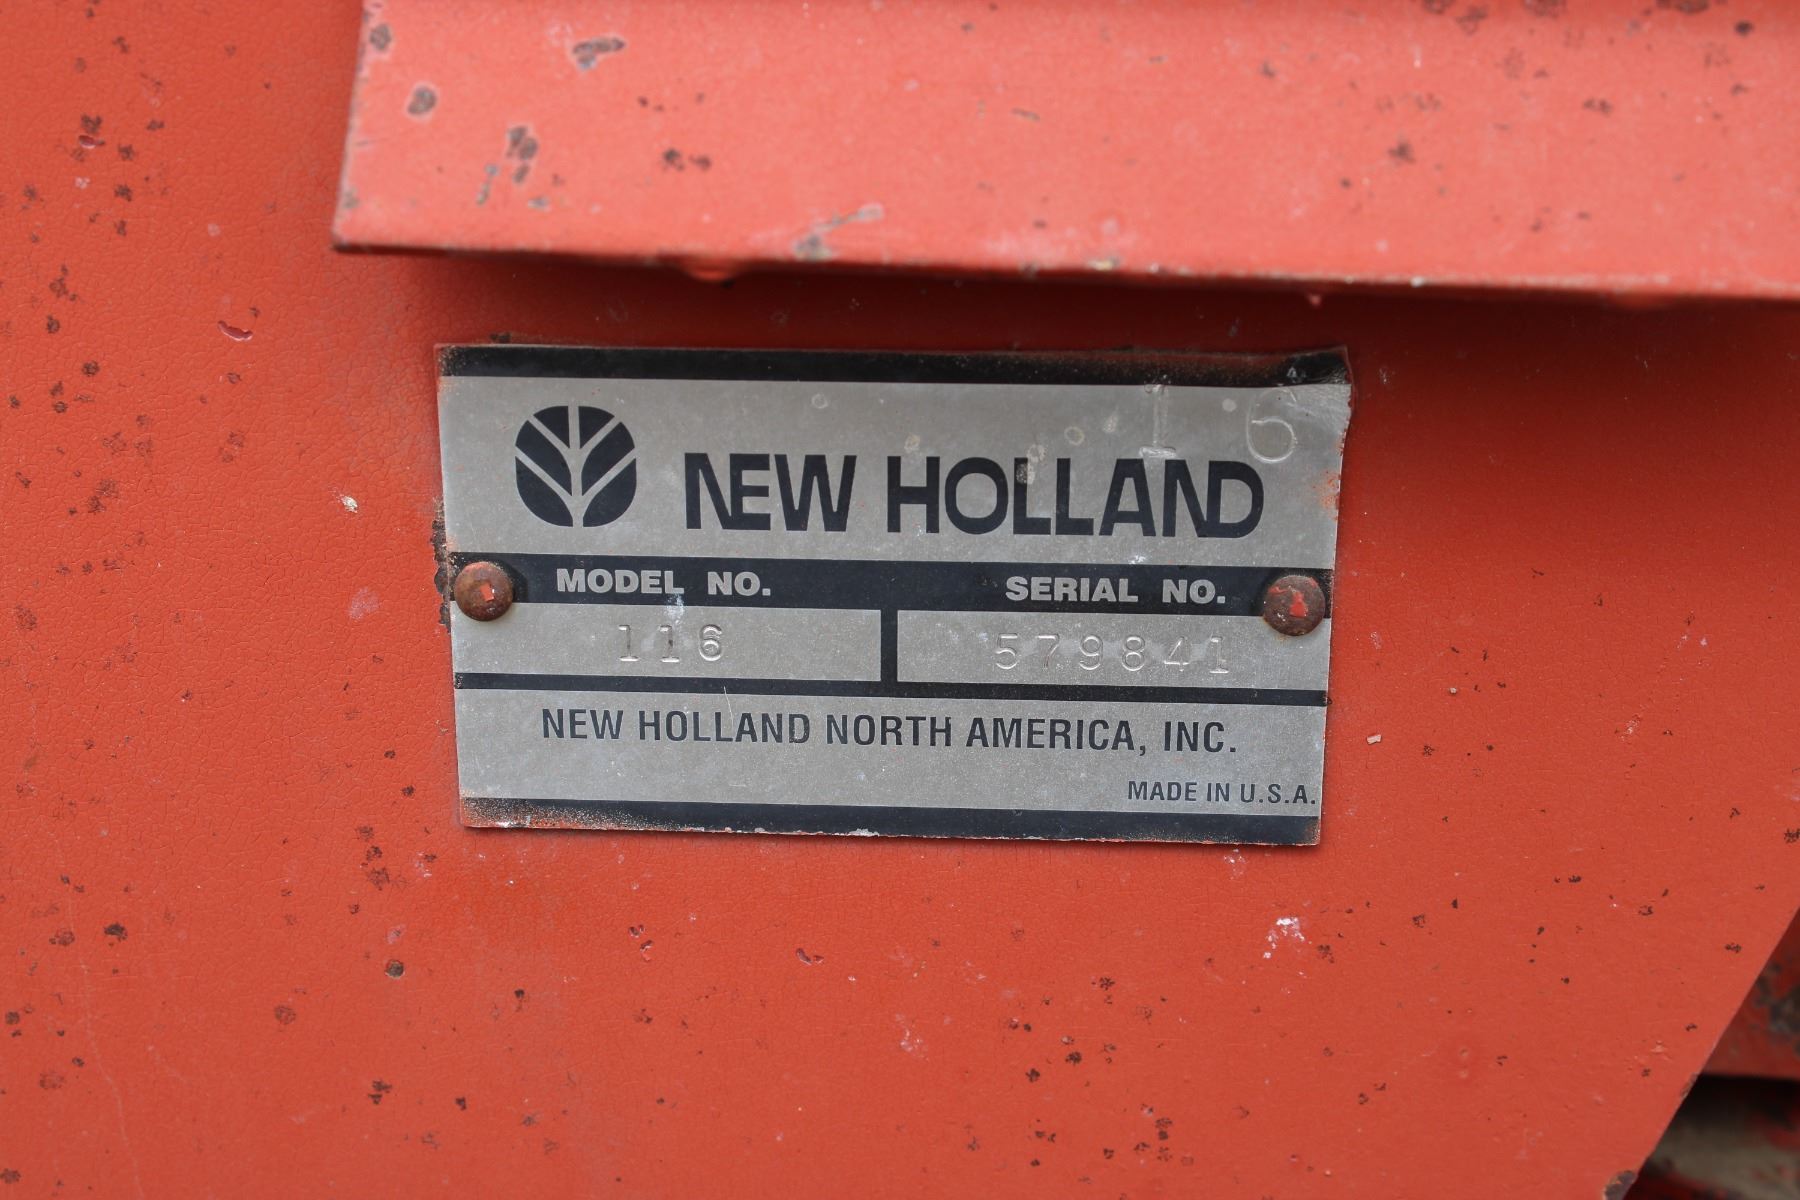 16
NEW HOLLAND
MODEL NO. SERIAL NO.
116 579841
NEW HOLLAND NORTH AMERICA, INC.
MADE IN U.S.A.